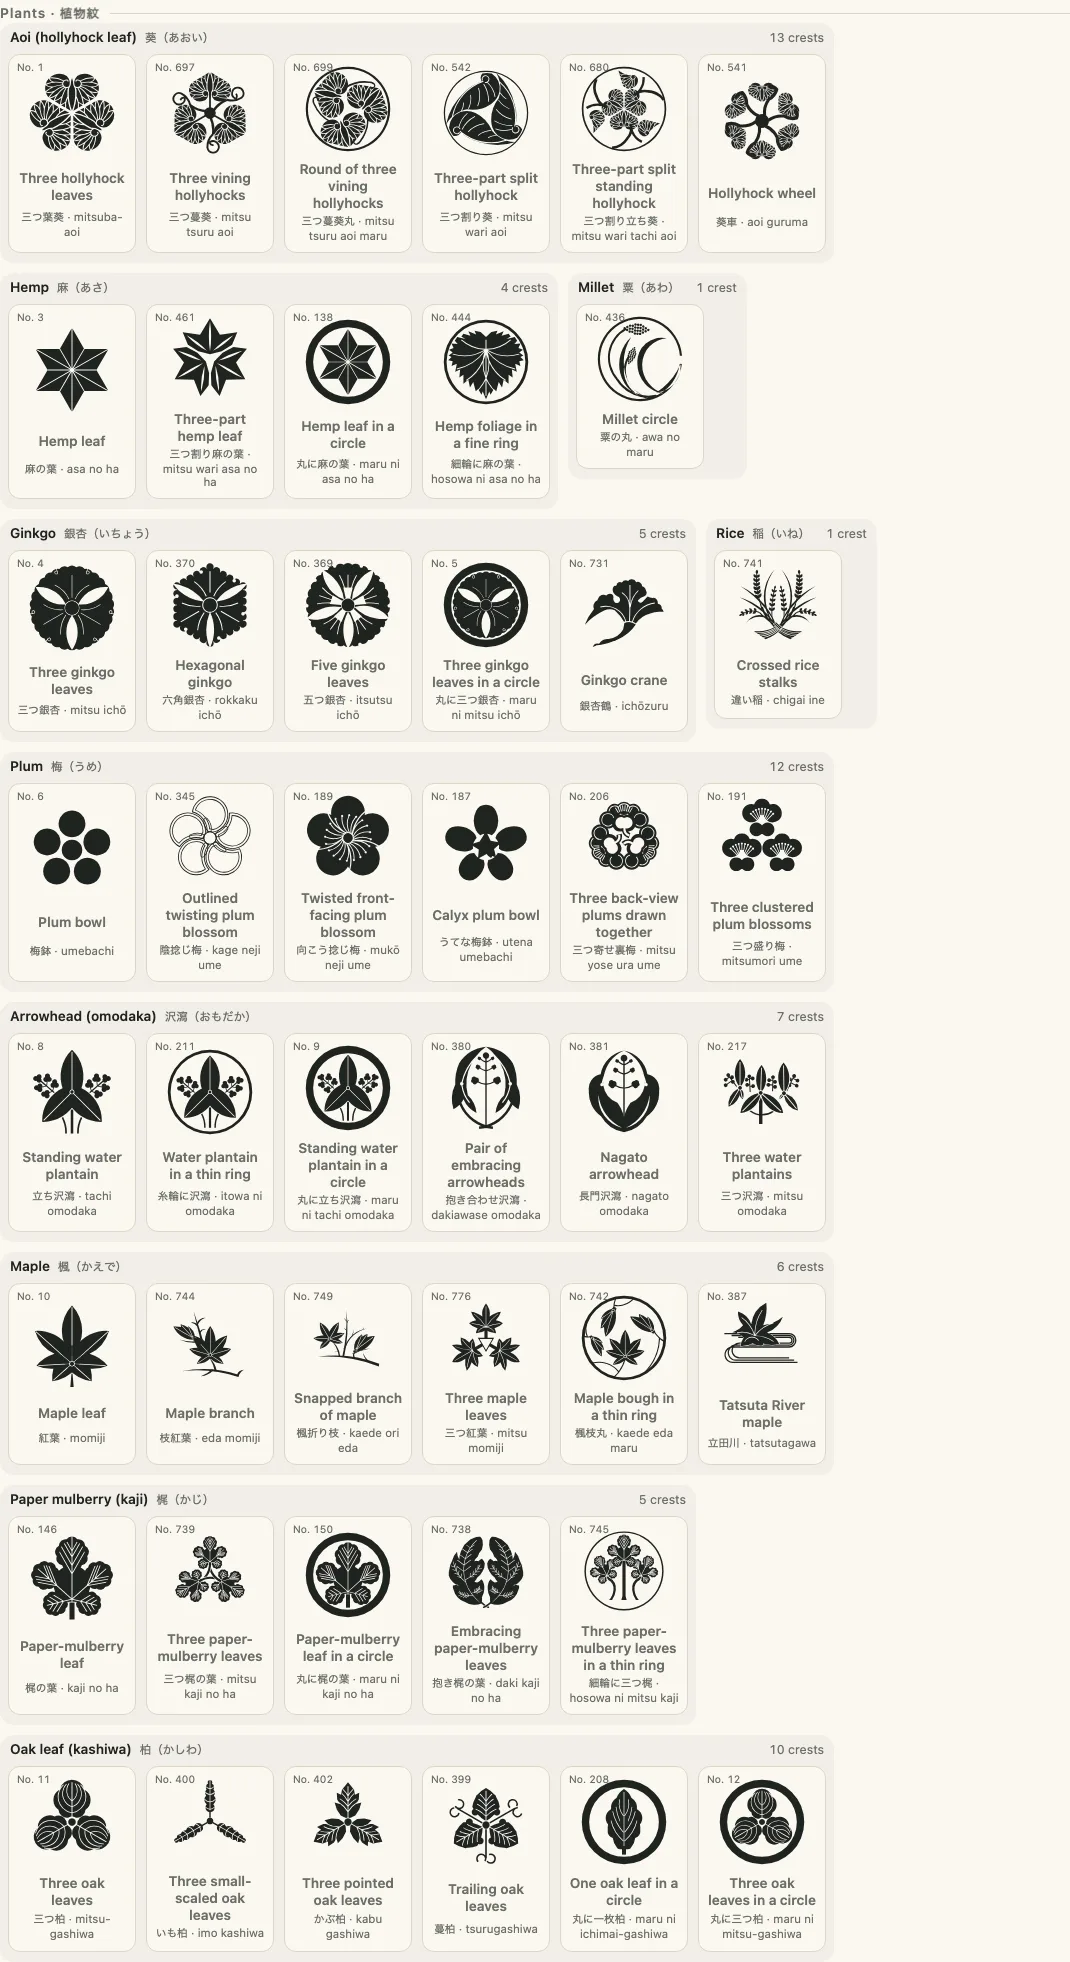 Plants · 植物紋
Aoi (hollyhock leaf) 葵（あおい） 13 crests
No. 1
Three hollyhock
leaves
三つ葉葵 · mitsuba-
aoi
No. 697
Three vining
hollyhocks
三つ蔓葵 · mitsu
tsuru aoi
No. 699
Round of three
vining
hollyhocks
三つ蔓葵丸 · mitsu
tsuru aoi maru
No. 542
Three-part split
hollyhock
三つ割り葵 · mitsu
wari aoi
No. 680
Three-part split
standing
hollyhock
三つ割り立ち葵 ·
mitsu wari tachi aoi
No. 541
Hollyhock wheel
葵車 · aoi guruma
Hemp 麻（あさ） 4 crests
No. 3
Hemp leaf
麻の葉 · asa no ha
No. 461
Three-part
hemp leaf
三つ割り麻の葉 ·
mitsu wari asa no
ha
No. 138
Hemp leaf in a
circle
丸に麻の葉 · maru ni
asa no ha
No. 444
Hemp foliage in
a fine ring
細輪に麻の葉 ·
hosowa ni asa no ha
Millet 粟（あわ） 1 crest
No. 436
Millet circle
粟の丸 · awa no
maru
Ginkgo 銀杏（いちょう） 5 crests
No. 4
Three ginkgo
leaves
三つ銀杏 · mitsu ichō
No. 370
Hexagonal
ginkgo
六角銀杏 · rokkaku
ichō
No. 369
Five ginkgo
leaves
五つ銀杏 · itsutsu
ichō
No. 5
Three ginkgo
leaves in a circle
丸に三つ銀杏 · maru
ni mitsu ichō
No. 731
Ginkgo crane
銀杏鶴 · ichōzuru
Rice 稲（いね） 1 crest
No. 741
Crossed rice
stalks
違い稲 · chigai ine
Plum 梅（うめ） 12 crests
No. 6
Plum bowl
梅鉢 · umebachi
No. 345
Outlined
twisting plum
blossom
陰捻じ梅 · kage neji
ume
No. 189
Twisted front-
facing plum
blossom
向こう捻じ梅 · mukō
neji ume
No. 187
Calyx plum bowl
うてな梅鉢 · utena
umebachi
No. 206
Three back-view
plums drawn
together
三つ寄せ裏梅 · mitsu
yose ura ume
No. 191
Three clustered
plum blossoms
三つ盛り梅 ·
mitsumori ume
Arrowhead (omodaka) 沢瀉（おもだか） 7 crests
No. 8
Standing water
plantain
立ち沢瀉 · tachi
omodaka
No. 211
Water plantain
in a thin ring
糸輪に沢瀉 · itowa ni
omodaka
No. 9
Standing water
plantain in a
circle
丸に立ち沢瀉 · maru
ni tachi omodaka
No. 380
Pair of
embracing
arrowheads
抱き合わせ沢瀉 ·
dakiawase omodaka
No. 381
Nagato
arrowhead
長門沢瀉 · nagato
omodaka
No. 217
Three water
plantains
三つ沢瀉 · mitsu
omodaka
Maple 楓（かえで） 6 crests
No. 10
Maple leaf
紅葉 · momiji
No. 744
Maple branch
枝紅葉 · eda momiji
No. 749
Snapped branch
of maple
楓折り枝 · kaede ori
eda
No. 776
Three maple
leaves
三つ紅葉 · mitsu
momiji
No. 742
Maple bough in
a thin ring
楓枝丸 · kaede eda
maru
No. 387
Tatsuta River
maple
立田川 · tatsutagawa
Paper mulberry (kaji) 梶（かじ） 5 crests
No. 146
Paper-mulberry
leaf
梶の葉 · kaji no ha
No. 739
Three paper-
mulberry leaves
三つ梶の葉 · mitsu
kaji no ha
No. 150
Paper-mulberry
leaf in a circle
丸に梶の葉 · maru ni
kaji no ha
No. 738
Embracing
paper-mulberry
leaves
抱き梶の葉 · daki kaji
no ha
No. 745
Three paper-
mulberry leaves
in a thin ring
細輪に三つ梶 ·
hosowa ni mitsu kaji
Oak leaf (kashiwa) 柏（かしわ） 10 crests
No. 11
Three oak
leaves
三つ柏 · mitsu-
gashiwa
No. 400
Three small-
scaled oak
leaves
いも柏 · imo kashiwa
No. 402
Three pointed
oak leaves
かぶ柏 · kabu
gashiwa
No. 399
Trailing oak
leaves
蔓柏 · tsurugashiwa
No. 208
One oak leaf in a
circle
丸に一枚柏 · maru ni
ichimai-gashiwa
No. 12
Three oak
leaves in a circle
丸に三つ柏 · maru ni
mitsu-gashiwa